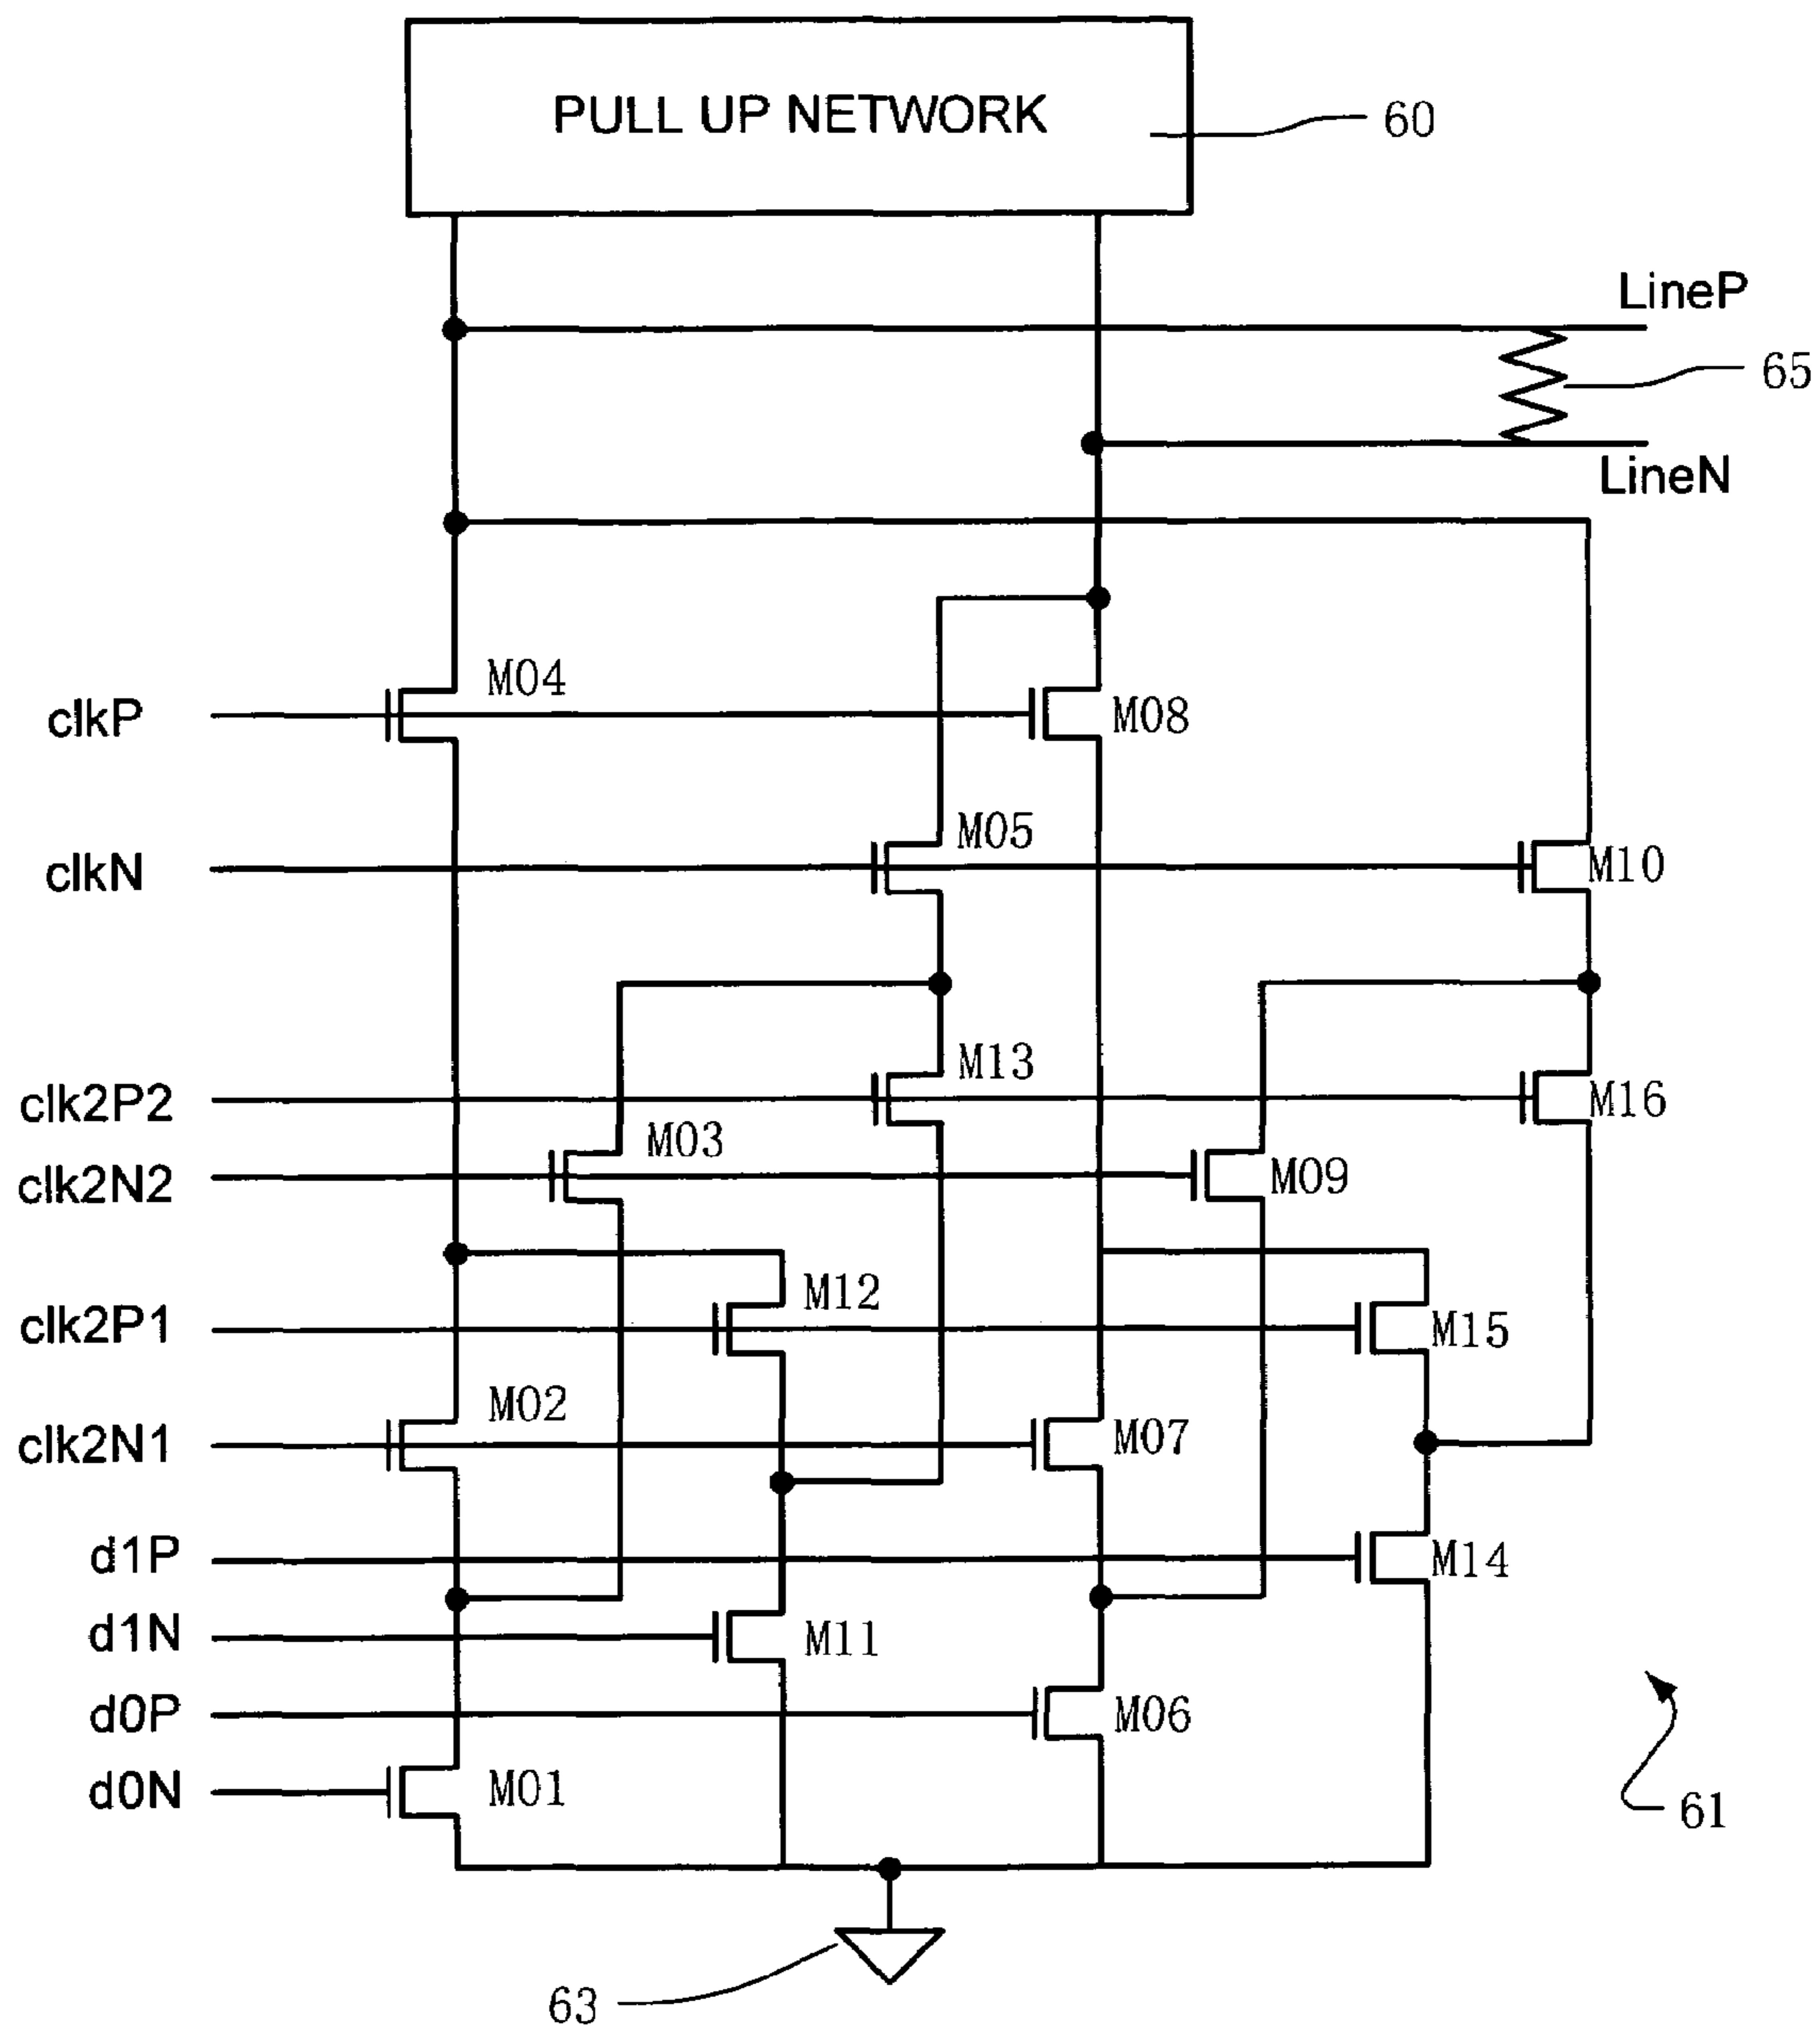 PULL UP NETWORK
60
LineP
65
LineN
M04
clkP
M08
M05
clkN
M10
M13
clk2P2
M16
M03
clk2N2
M09
M12
clk2P1
M15
M02
clk2N1
M07
d1P
M14
d1N
M11
d0P
M06
d0N
M01
61
63